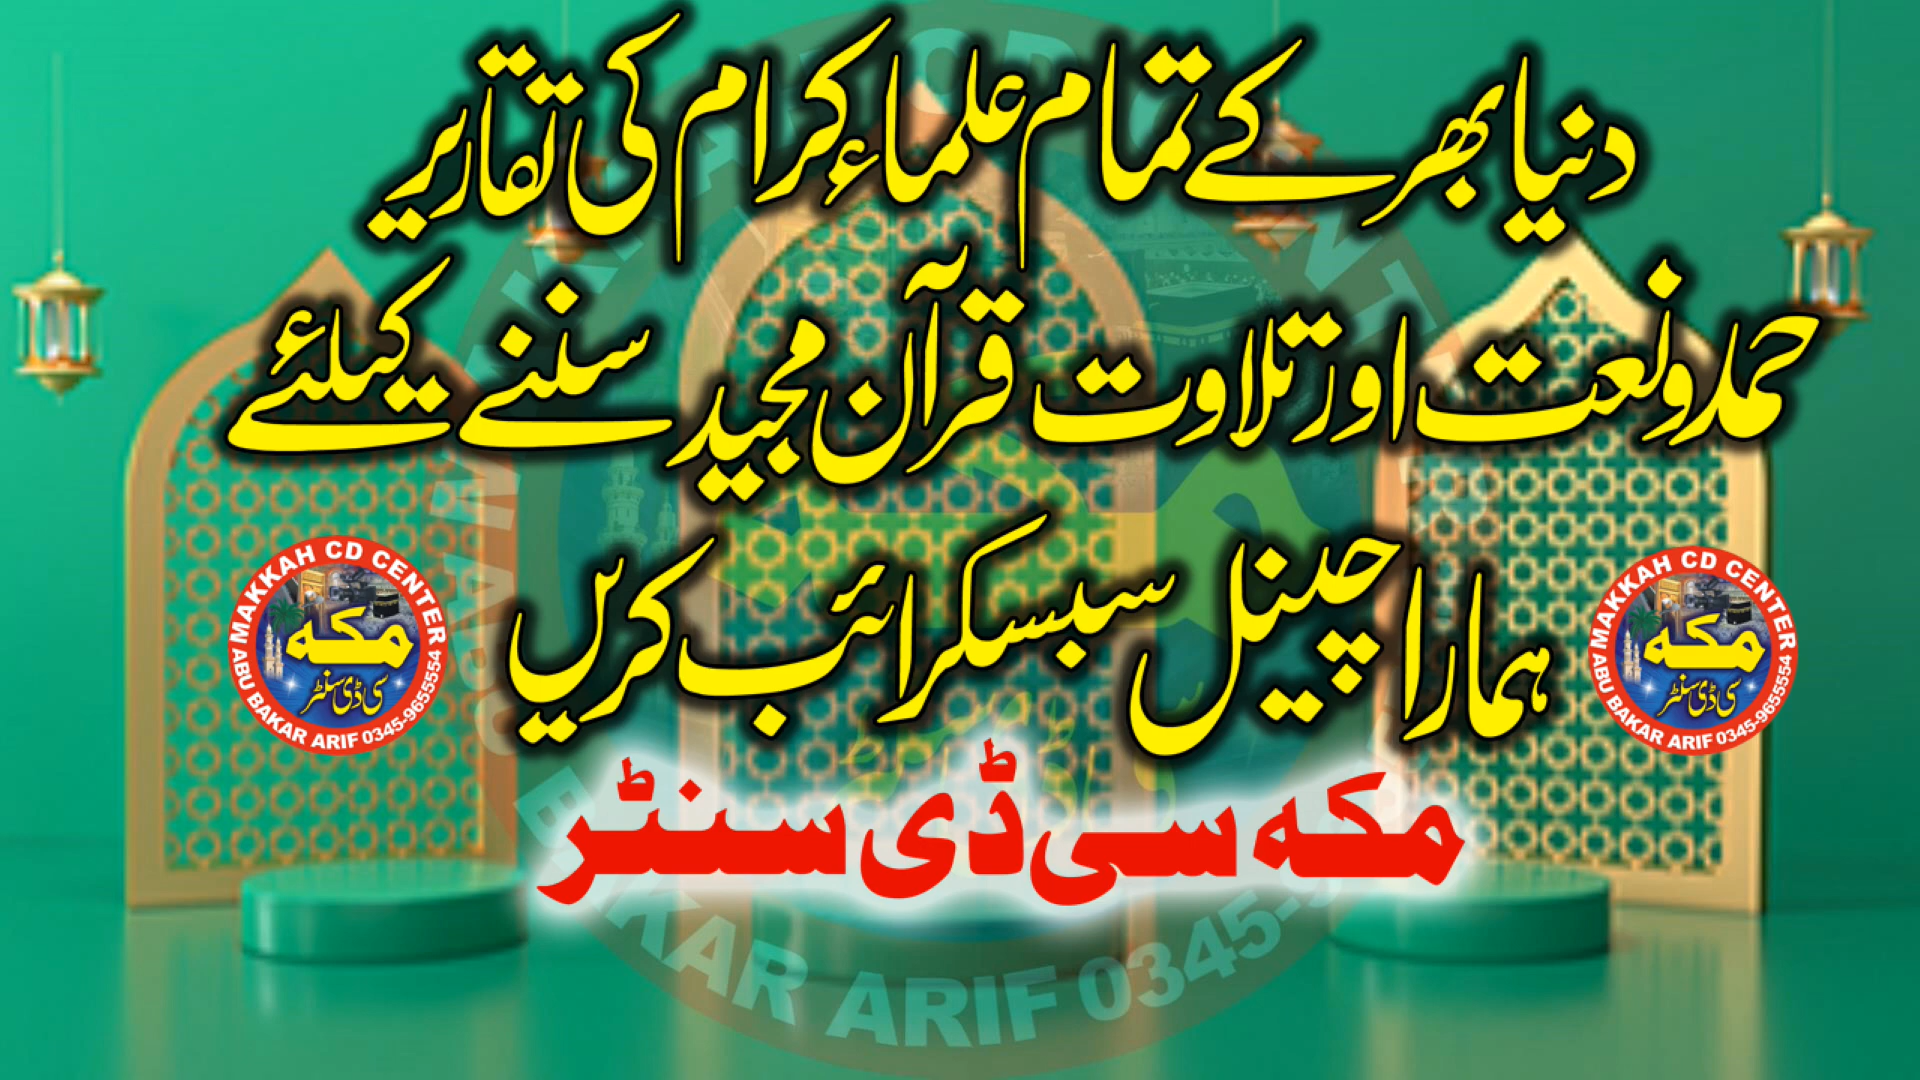 دنیا بھر کے تمام علماء کرام کی تقاریر
حمد ونعت اور تلاوت قرآن مجید سننے کیلئے
ہمارا چینل سبسکرائب کریں
مکہ سی ڈی سنٹر
MAKKAH CD CENTER
مکہ
سی ڈی سنٹر
ABU BAKAR ARIF 0345-9655554
MAKKAH CD CENTER
مکہ
سی ڈی سنٹر
ABU BAKAR ARIF 0345-9655554